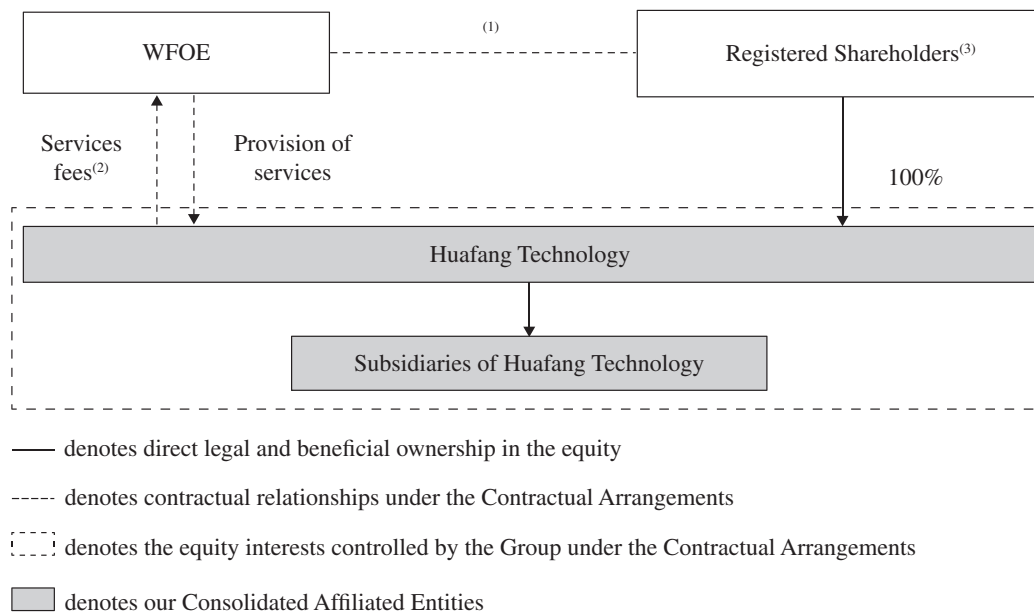 (1)
WFOE
Registered Shareholders(3)
Services
fees(2)
Provision of
services
100%
Huafang Technology
Subsidiaries of Huafang Technology
denotes direct legal and beneficial ownership in the equity
denotes contractual relationships under the Contractual Arrangements
denotes the equity interests controlled by the Group under the Contractual Arrangements
denotes our Consolidated Affiliated Entities